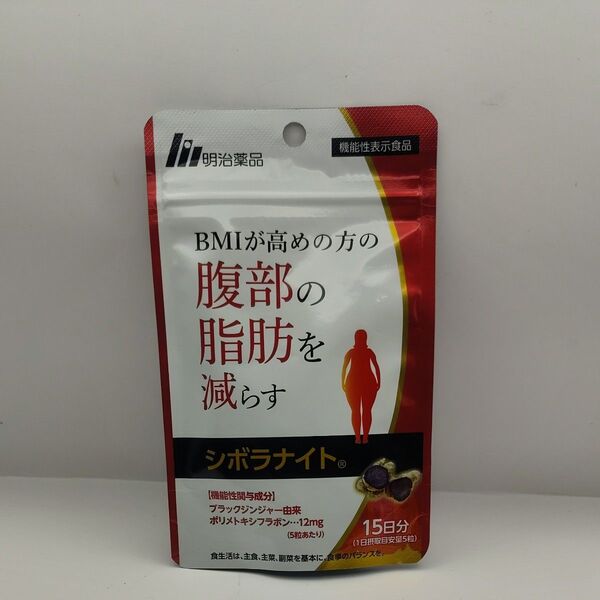 明治薬品
機能性表示食品
BMIが高めの方の
腹部の
脂肪を
減らす
シボラナイト®
【機能性関与成分】
ブラックジンジャー由来
ポリメトキシフラボン…12mg
(5粒あたり)
15日分
(1日摂取目安量5粒)
食生活は、主食、主菜、副菜を基本に、食事のバランスを。